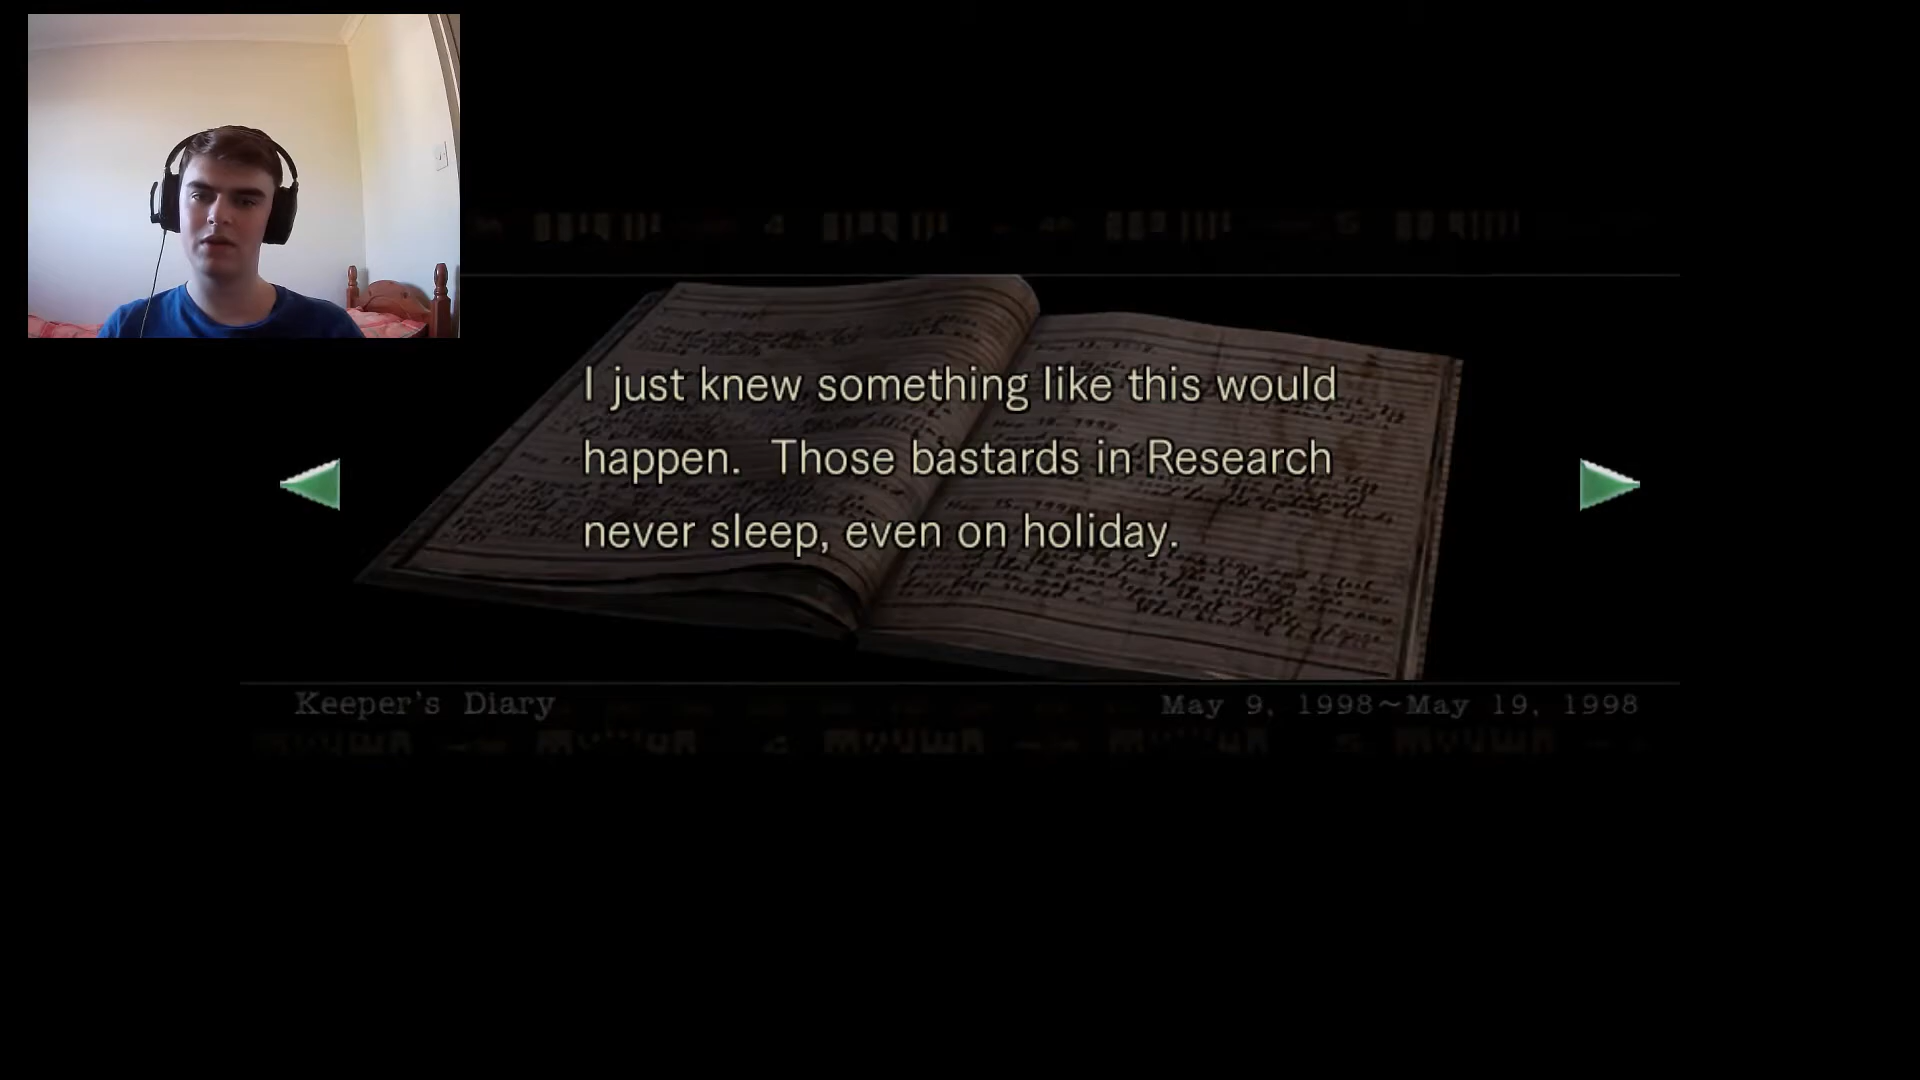 I just knew something like this would
happen.  Those bastards in Research
never sleep, even on holiday.
Keeper's Diary
May 9, 1998~May 19, 1998